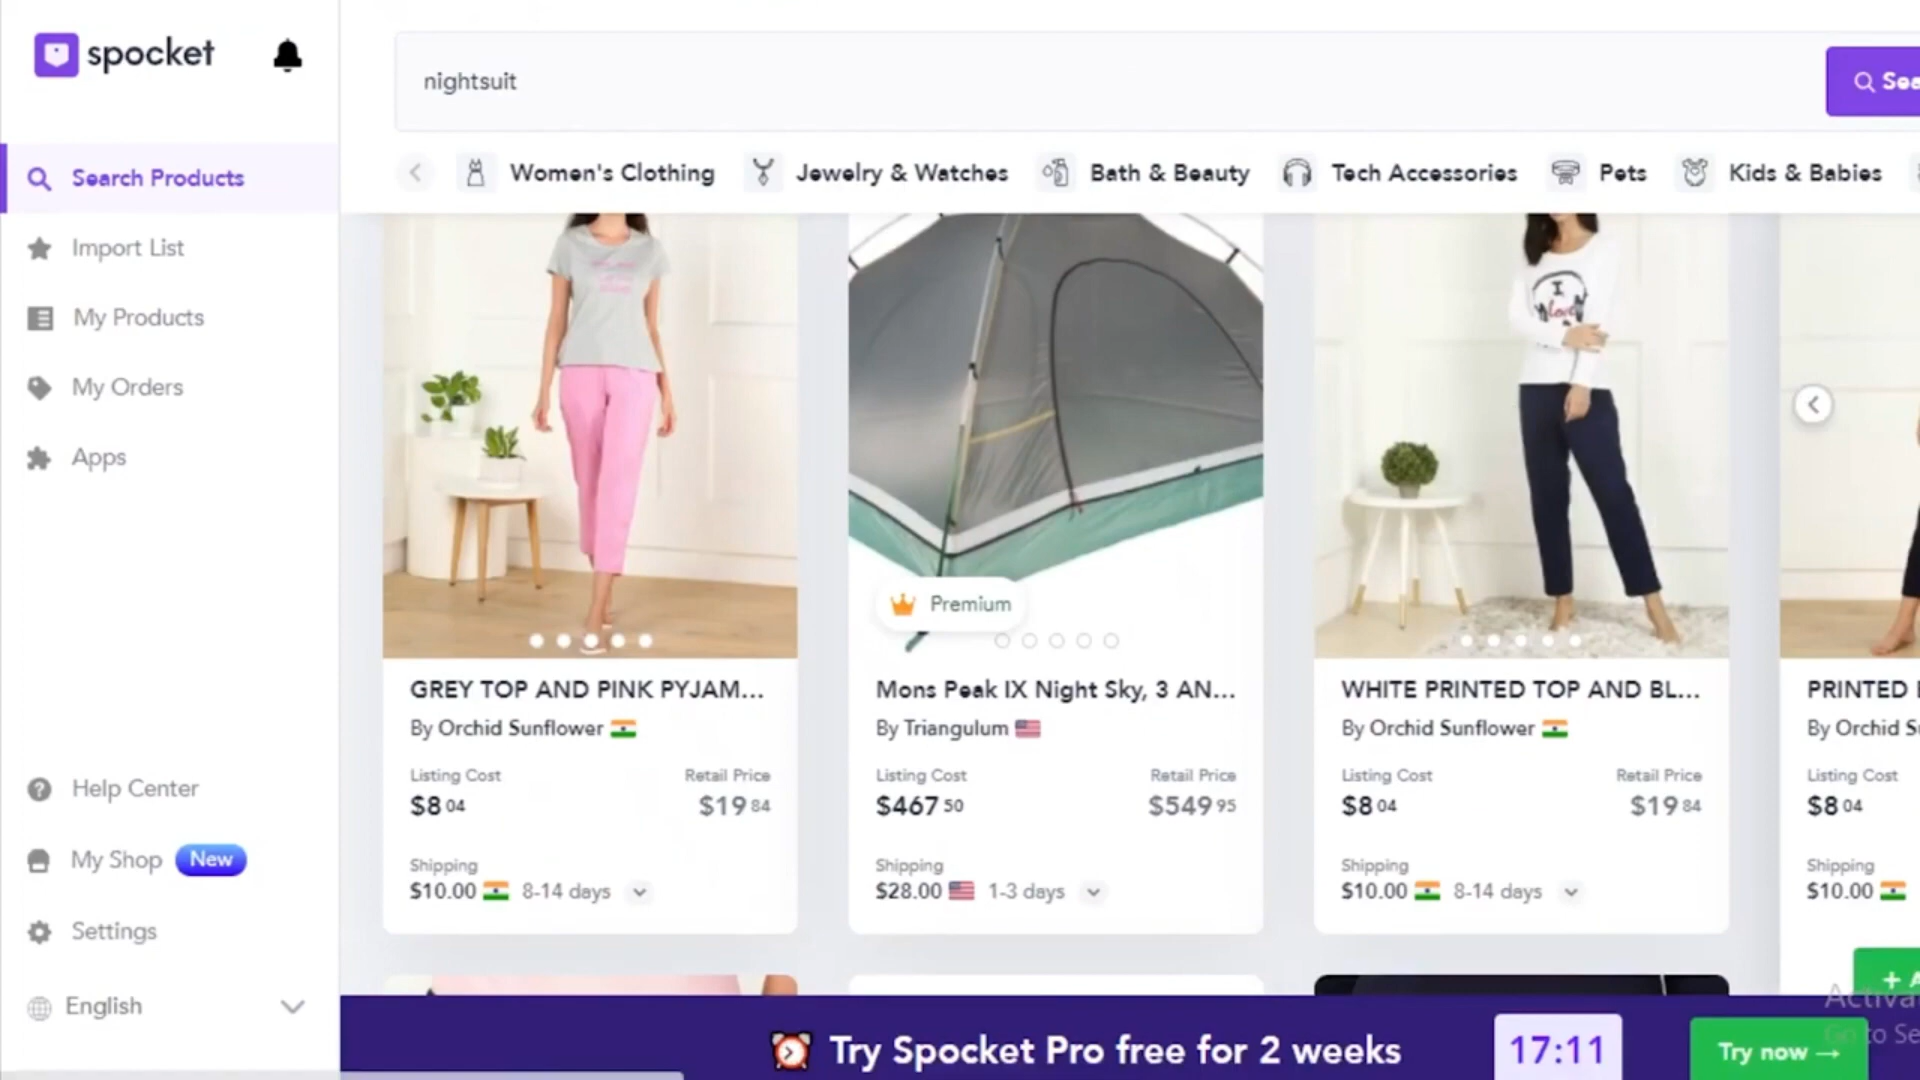 spocket
nightsuit
Search Products
Import List
My Products
My Orders
Apps
Help Center
My Shop New
Settings
English
Women's Clothing
Jewelry & Watches
Bath & Beauty
Tech Accessories
Pets
Kids & Babies
GREY TOP AND PINK PYJAM...
By Orchid Sunflower
Listing Cost Retail Price
$8 04 $19 84
Shipping
$10.00 8-14 days
Premium
Mons Peak IX Night Sky, 3 AN...
By Triangulum
Listing Cost Retail Price
$467 50 $549 95
Shipping
$28.00 1-3 days
I
love
WHITE PRINTED TOP AND BL...
By Orchid Sunflower
Listing Cost Retail Price
$8 04 $19 84
Shipping
$10.00 8-14 days
PRINTED
By Orchid
Listing Cost
$8 04
Shipping
$10.00
Try Spocket Pro free for 2 weeks
17:11
Try now →